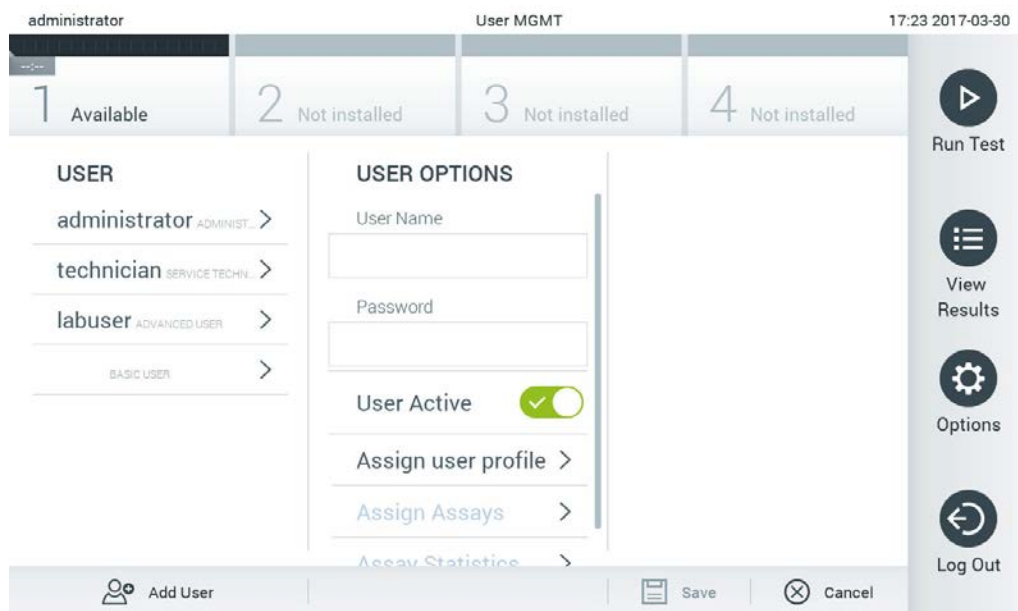 administrator User MGMT 17:23 2017-03-30
--:--
1 Available 2 Not installed 3 Not installed 4 Not installed
USER
administrator ADMINIST...
technician SERVICE TECHN...
labuser ADVANCED USER
BASIC USER
USER OPTIONS
User Name
Password
User Active
Assign user profile
Assign Assays
Assay Statistics
Run Test
View
Results
Options
Log Out
Add User Save Cancel